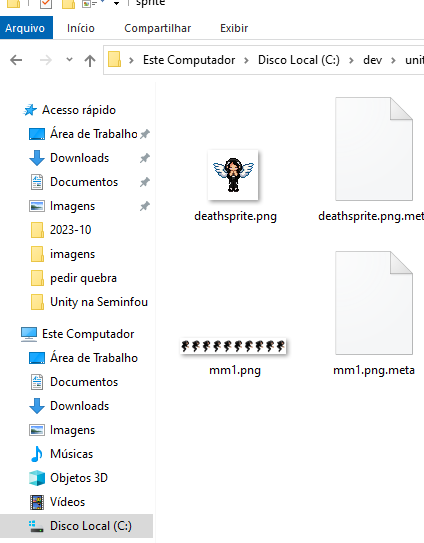 sprite
Arquivo Início Compartilhar Exibir
Este Computador Disco Local (C:) dev
Acesso rápido
Área de Trabalho
Downloads
Documentos
Imagens
2023-10
imagens
pedir quebra
Unity na Seminfou
Este Computador
Área de Trabalho
Documentos
Downloads
Imagens
Músicas
Objetos 3D
Vídeos
Disco Local (C:)
deathsprite.png deathsprite.png.met
mm1.png mm1.png.meta